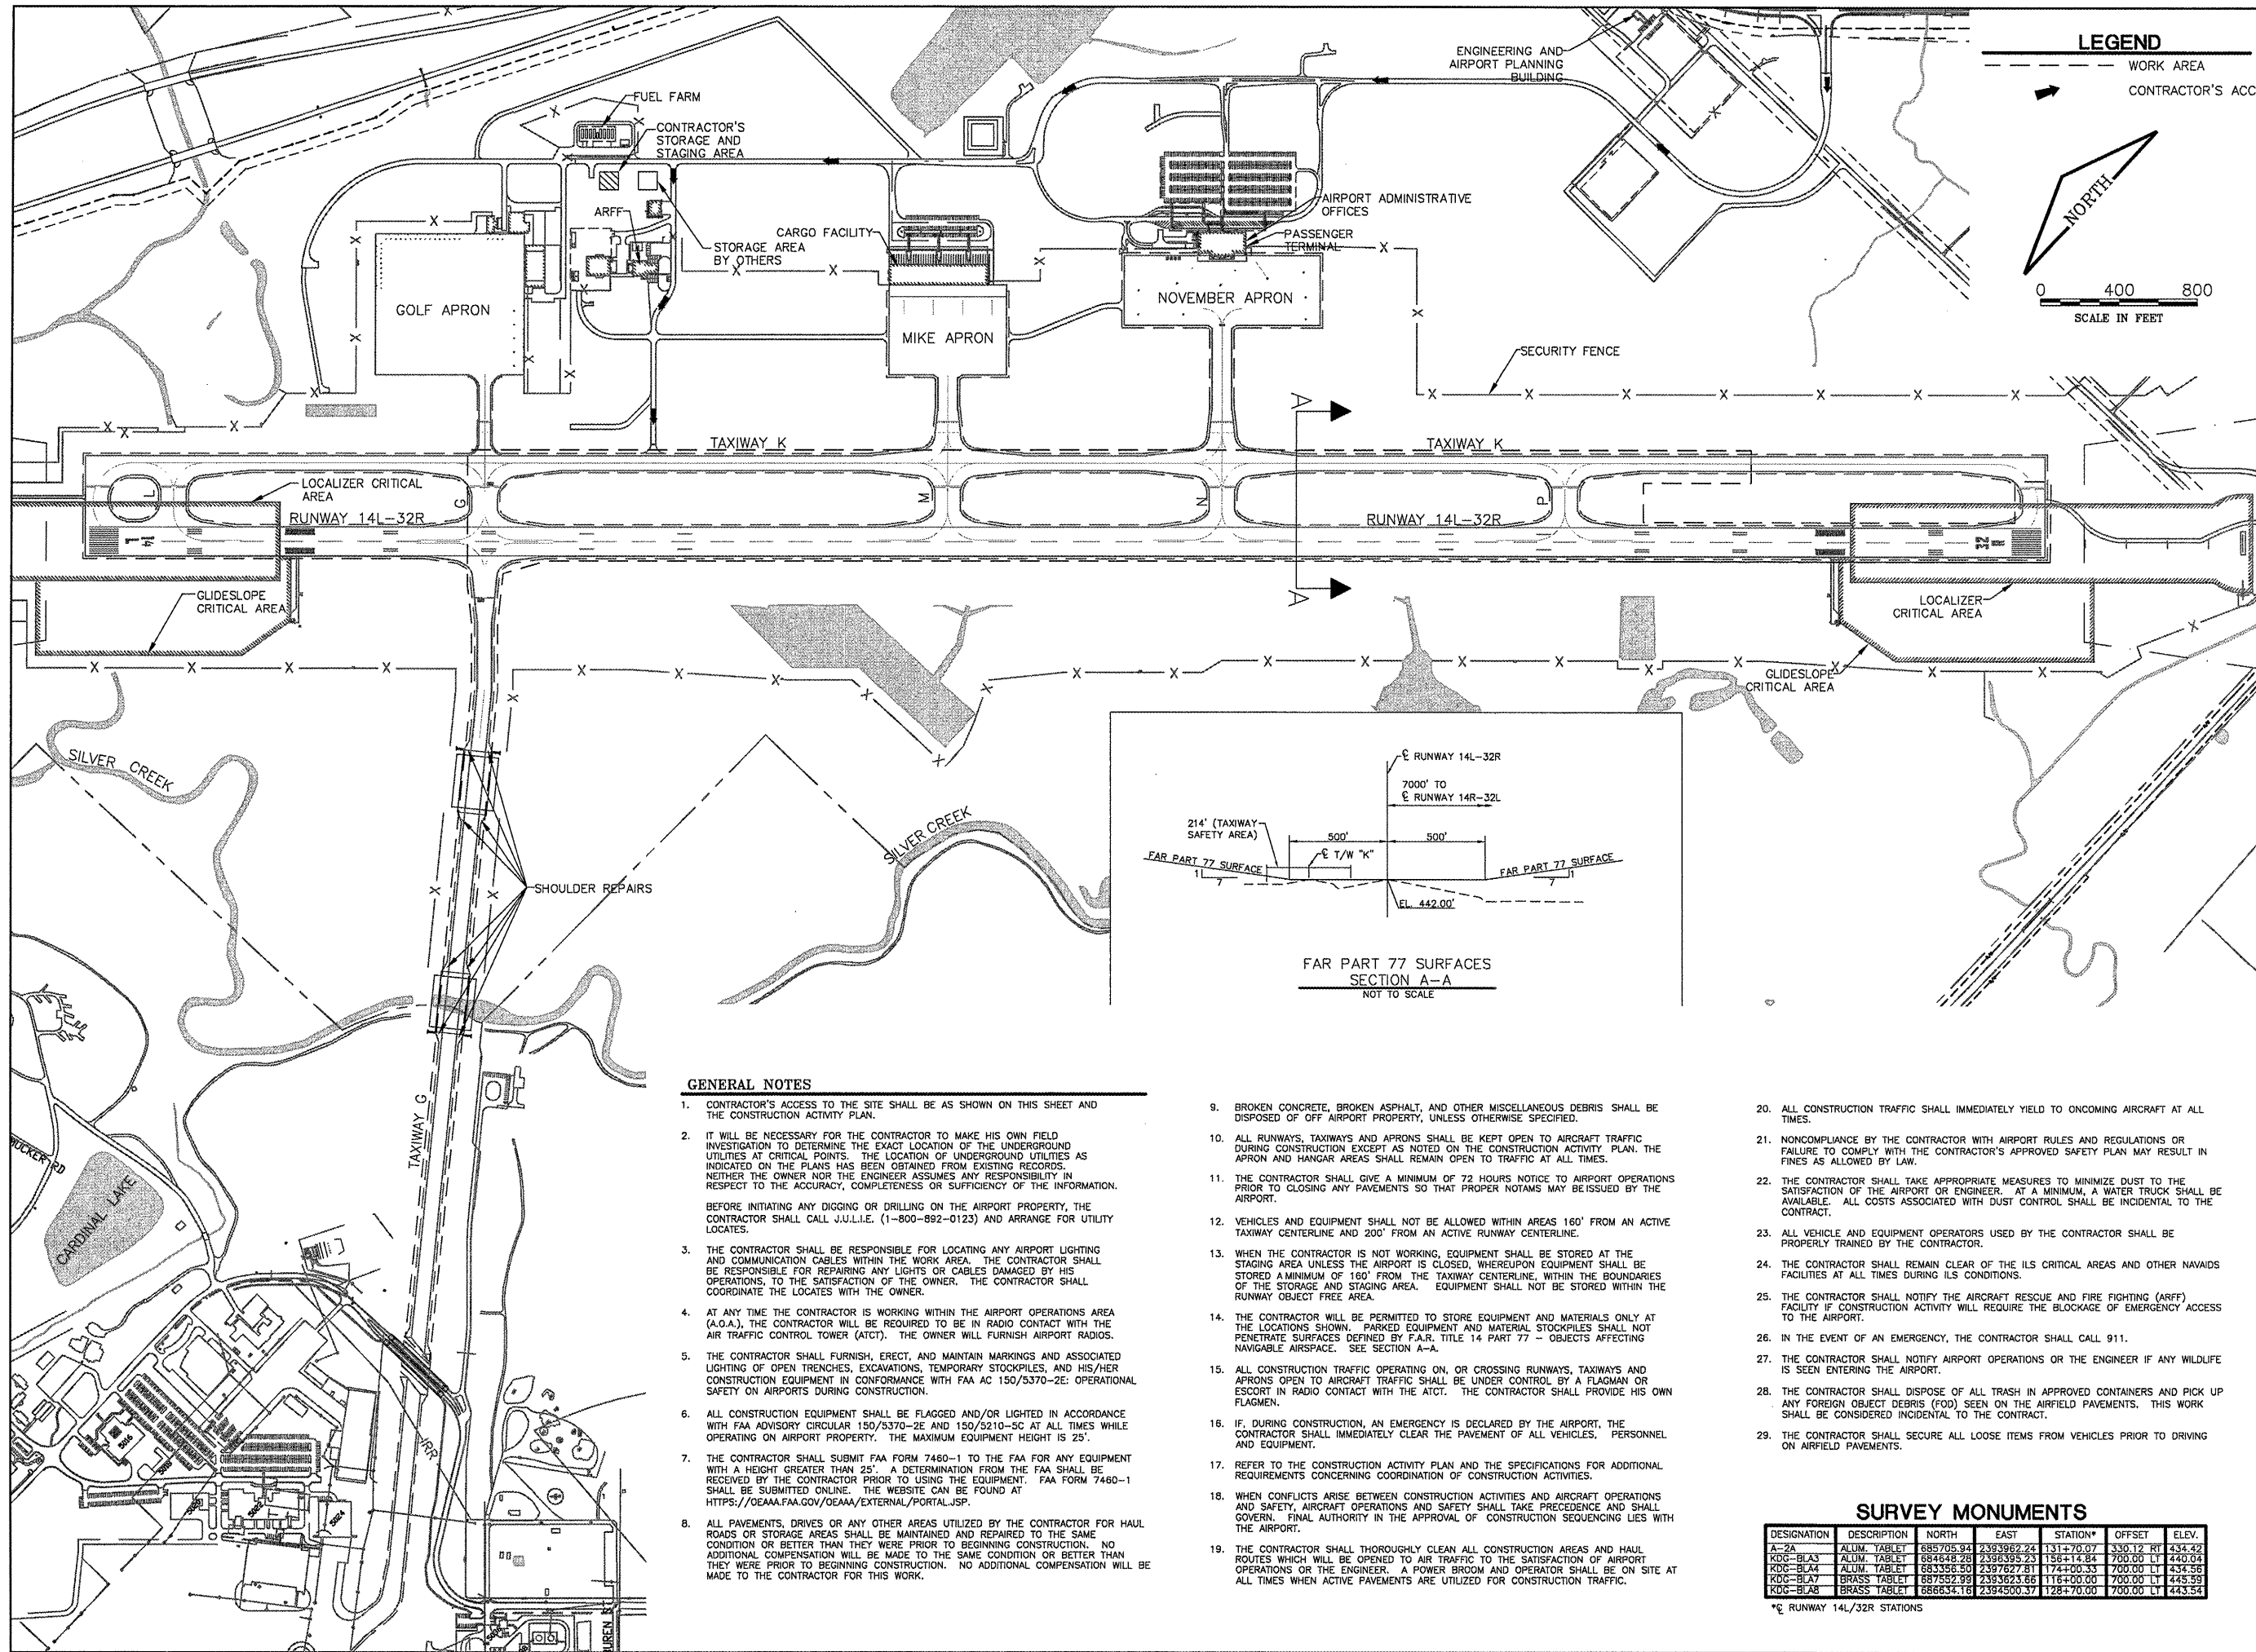 LEGEND
WORK AREA
CONTRACTOR'S ACC
NORTH
0 400 800
SCALE IN FEET
ENGINEERING AND
AIRPORT PLANNING
BUILDING
FUEL FARM
CONTRACTOR'S
STORAGE AND
STAGING AREA
ARFF
STORAGE AREA
BY OTHERS
CARGO FACILITY
AIRPORT ADMINISTRATIVE
OFFICES
PASSENGER
TERMINAL
GOLF APRON
MIKE APRON
NOVEMBER APRON
SECURITY FENCE
A
TAXIWAY K
TAXIWAY K
LOCALIZER CRITICAL
AREA
L
G
M
N
P
RUNWAY 14L-32R
RUNWAY 14L-32R
14
L
32
A
GLIDESLOPE
CRITICAL AREA
LOCALIZER
CRITICAL AREA
GLIDESLOPE
CRITICAL AREA
SILVER CREEK
SILVER CREEK
SHOULDER REPAIRS
℄ RUNWAY 14L-32R
7000' TO
℄ RUNWAY 14R-32L
214' (TAXIWAY
SAFETY AREA)
500'
500'
℄ T/W "K"
FAR PART 77 SURFACE
FAR PART 77 SURFACE
1
7
7
1
EL. 442.00'
FAR PART 77 SURFACES
SECTION A-A
NOT TO SCALE
TAXIWAY G
CARDINAL LAKE
IRR
5016
5022
5024
GENERAL NOTES
1. CONTRACTOR'S ACCESS TO THE SITE SHALL BE AS SHOWN ON THIS SHEET AND
THE CONSTRUCTION ACTIVITY PLAN.
2. IT WILL BE NECESSARY FOR THE CONTRACTOR TO MAKE HIS OWN FIELD
INVESTIGATION TO DETERMINE THE EXACT LOCATION OF THE UNDERGROUND
UTILITIES AT CRITICAL POINTS. THE LOCATION OF UNDERGROUND UTILITIES AS
INDICATED ON THE PLANS HAS BEEN OBTAINED FROM EXISTING RECORDS.
NEITHER THE OWNER NOR THE ENGINEER ASSUMES ANY RESPONSIBILITY IN
RESPECT TO THE ACCURACY, COMPLETENESS OR SUFFICIENCY OF THE INFORMATION.
BEFORE INITIATING ANY DIGGING OR DRILLING ON THE AIRPORT PROPERTY, THE
CONTRACTOR SHALL CALL J.U.L.I.E. (1-800-892-0123) AND ARRANGE FOR UTILITY
LOCATES.
3. THE CONTRACTOR SHALL BE RESPONSIBLE FOR LOCATING ANY AIRPORT LIGHTING
AND COMMUNICATION CABLES WITHIN THE WORK AREA. THE CONTRACTOR SHALL
BE RESPONSIBLE FOR REPAIRING ANY LIGHTS OR CABLES DAMAGED BY HIS
OPERATIONS, TO THE SATISFACTION OF THE OWNER. THE CONTRACTOR SHALL
COORDINATE THE LOCATES WITH THE OWNER.
4. AT ANY TIME THE CONTRACTOR IS WORKING WITHIN THE AIRPORT OPERATIONS AREA
(A.O.A.), THE CONTRACTOR WILL BE REQUIRED TO BE IN RADIO CONTACT WITH THE
AIR TRAFFIC CONTROL TOWER (ATCT). THE OWNER WILL FURNISH AIRPORT RADIOS.
5. THE CONTRACTOR SHALL FURNISH, ERECT, AND MAINTAIN MARKINGS AND ASSOCIATED
LIGHTING OF OPEN TRENCHES, EXCAVATIONS, TEMPORARY STOCKPILES, AND HIS/HER
CONSTRUCTION EQUIPMENT IN CONFORMANCE WITH FAA AC 150/5370-2E: OPERATIONAL
SAFETY ON AIRPORTS DURING CONSTRUCTION.
6. ALL CONSTRUCTION EQUIPMENT SHALL BE FLAGGED AND/OR LIGHTED IN ACCORDANCE
WITH FAA ADVISORY CIRCULAR 150/5370-2E AND 150/5210-5C AT ALL TIMES WHILE
OPERATING ON AIRPORT PROPERTY. THE MAXIMUM EQUIPMENT HEIGHT IS 25'.
7. THE CONTRACTOR SHALL SUBMIT FAA FORM 7460-1 TO THE FAA FOR ANY EQUIPMENT
WITH A HEIGHT GREATER THAN 25'. A DETERMINATION FROM THE FAA SHALL BE
RECEIVED BY THE CONTRACTOR PRIOR TO USING THE EQUIPMENT. FAA FORM 7460-1
SHALL BE SUBMITTED ONLINE. THE WEBSITE CAN BE FOUND AT
HTTPS://OEAAA.FAA.GOV/OEAAA/EXTERNAL/PORTAL.JSP.
8. ALL PAVEMENTS, DRIVES OR ANY OTHER AREAS UTILIZED BY THE CONTRACTOR FOR HAUL
ROADS OR STORAGE AREAS SHALL BE MAINTAINED AND REPAIRED TO THE SAME
CONDITION OR BETTER THAN THEY WERE PRIOR TO BEGINNING CONSTRUCTION. NO
ADDITIONAL COMPENSATION WILL BE MADE TO THE SAME CONDITION OR BETTER THAN
THEY WERE PRIOR TO BEGINNING CONSTRUCTION. NO ADDITIONAL COMPENSATION WILL BE
MADE TO THE CONTRACTOR FOR THIS WORK.
9. BROKEN CONCRETE, BROKEN ASPHALT, AND OTHER MISCELLANEOUS DEBRIS SHALL BE
DISPOSED OF OFF AIRPORT PROPERTY, UNLESS OTHERWISE SPECIFIED.
10. ALL RUNWAYS, TAXIWAYS AND APRONS SHALL BE KEPT OPEN TO AIRCRAFT TRAFFIC
DURING CONSTRUCTION EXCEPT AS NOTED ON THE CONSTRUCTION ACTIVITY PLAN. THE
APRON AND HANGAR AREAS SHALL REMAIN OPEN TO TRAFFIC AT ALL TIMES.
11. THE CONTRACTOR SHALL GIVE A MINIMUM OF 72 HOURS NOTICE TO AIRPORT OPERATIONS
PRIOR TO CLOSING ANY PAVEMENTS SO THAT PROPER NOTAMS MAY BE ISSUED BY THE
AIRPORT.
12. VEHICLES AND EQUIPMENT SHALL NOT BE ALLOWED WITHIN AREAS 160' FROM AN ACTIVE
TAXIWAY CENTERLINE AND 200' FROM AN ACTIVE RUNWAY CENTERLINE.
13. WHEN THE CONTRACTOR IS NOT WORKING, EQUIPMENT SHALL BE STORED AT THE
STAGING AREA UNLESS THE AIRPORT IS CLOSED, WHEREUPON EQUIPMENT SHALL BE
STORED A MINIMUM OF 160' FROM THE TAXIWAY CENTERLINE, WITHIN THE BOUNDARIES
OF THE STORAGE AND STAGING AREA. EQUIPMENT SHALL NOT BE STORED WITHIN THE
RUNWAY OBJECT FREE AREA.
14. THE CONTRACTOR WILL BE PERMITTED TO STORE EQUIPMENT AND MATERIALS ONLY AT
THE LOCATIONS SHOWN. PARKED EQUIPMENT AND MATERIAL STOCKPILES SHALL NOT
PENETRATE SURFACES DEFINED BY F.A.R. TITLE 14 PART 77 - OBJECTS AFFECTING
NAVIGABLE AIRSPACE. SEE SECTION A-A.
15. ALL CONSTRUCTION TRAFFIC OPERATING ON, OR CROSSING RUNWAYS, TAXIWAYS AND
APRONS OPEN TO AIRCRAFT TRAFFIC SHALL BE UNDER CONTROL BY A FLAGMAN OR
ESCORT IN RADIO CONTACT WITH THE ATCT. THE CONTRACTOR SHALL PROVIDE HIS OWN
FLAGMEN.
16. IF, DURING CONSTRUCTION, AN EMERGENCY IS DECLARED BY THE AIRPORT, THE
CONTRACTOR SHALL IMMEDIATELY CLEAR THE PAVEMENT OF ALL VEHICLES, PERSONNEL
AND EQUIPMENT.
17. REFER TO THE CONSTRUCTION ACTIVITY PLAN AND THE SPECIFICATIONS FOR ADDITIONAL
REQUIREMENTS CONCERNING COORDINATION OF CONSTRUCTION ACTIVITIES.
18. WHEN CONFLICTS ARISE BETWEEN CONSTRUCTION ACTIVITIES AND AIRCRAFT OPERATIONS
AND SAFETY, AIRCRAFT OPERATIONS AND SAFETY SHALL TAKE PRECEDENCE AND SHALL
GOVERN. FINAL AUTHORITY IN THE APPROVAL OF CONSTRUCTION SEQUENCING LIES WITH
THE AIRPORT.
19. THE CONTRACTOR SHALL THOROUGHLY CLEAN ALL CONSTRUCTION AREAS AND HAUL
ROUTES WHICH WILL BE OPENED TO AIR TRAFFIC TO THE SATISFACTION OF AIRPORT
OPERATIONS OR THE ENGINEER. A POWER BROOM AND OPERATOR SHALL BE ON SITE AT
ALL TIMES WHEN ACTIVE PAVEMENTS ARE UTILIZED FOR CONSTRUCTION TRAFFIC.
20. ALL CONSTRUCTION TRAFFIC SHALL IMMEDIATELY YIELD TO ONCOMING AIRCRAFT AT ALL
TIMES.
21. NONCOMPLIANCE BY THE CONTRACTOR WITH AIRPORT RULES AND REGULATIONS OR
FAILURE TO COMPLY WITH THE CONTRACTOR'S APPROVED SAFETY PLAN MAY RESULT IN
FINES AS ALLOWED BY LAW.
22. THE CONTRACTOR SHALL TAKE APPROPRIATE MEASURES TO MINIMIZE DUST TO THE
SATISFACTION OF THE AIRPORT OR ENGINEER. AT A MINIMUM, A WATER TRUCK SHALL BE
AVAILABLE. ALL COSTS ASSOCIATED WITH DUST CONTROL SHALL BE INCIDENTAL TO THE
CONTRACT.
23. ALL VEHICLE AND EQUIPMENT OPERATORS USED BY THE CONTRACTOR SHALL BE
PROPERLY TRAINED BY THE CONTRACTOR.
24. THE CONTRACTOR SHALL REMAIN CLEAR OF THE ILS CRITICAL AREAS AND OTHER NAVAIDS
FACILITIES AT ALL TIMES DURING ILS CONDITIONS.
25. THE CONTRACTOR SHALL NOTIFY THE AIRCRAFT RESCUE AND FIRE FIGHTING (ARFF)
FACILITY IF CONSTRUCTION ACTIVITY WILL REQUIRE THE BLOCKAGE OF EMERGENCY ACCESS
TO THE AIRPORT.
26. IN THE EVENT OF AN EMERGENCY, THE CONTRACTOR SHALL CALL 911.
27. THE CONTRACTOR SHALL NOTIFY AIRPORT OPERATIONS OR THE ENGINEER IF ANY WILDLIFE
IS SEEN ENTERING THE AIRPORT.
28. THE CONTRACTOR SHALL DISPOSE OF ALL TRASH IN APPROVED CONTAINERS AND PICK UP
ANY FOREIGN OBJECT DEBRIS (FOD) SEEN ON THE AIRFIELD PAVEMENTS. THIS WORK
SHALL BE CONSIDERED INCIDENTAL TO THE CONTRACT.
29. THE CONTRACTOR SHALL SECURE ALL LOOSE ITEMS FROM VEHICLES PRIOR TO DRIVING
ON AIRFIELD PAVEMENTS.
SURVEY MONUMENTS
DESIGNATION DESCRIPTION NORTH EAST STATION* OFFSET ELEV.
A-2A ALUM. TABLET 685705.94 2393962.24 131+70.07 330.12 RT 434.42
KDG-BLA3 ALUM. TABLET 684648.28 2396395.23 156+14.84 700.00 LT 440.04
KDG-BLA4 ALUM. TABLET 683356.50 2397627.81 174+00.33 700.00 LT 434.56
KDG-BLA7 BRASS TABLET 687552.99 2393623.66 116+00.00 700.00 LT 445.59
KDG-BLA8 BRASS TABLET 686634.16 2394500.37 128+70.00 700.00 LT 443.54
*℄ RUNWAY 14L/32R STATIONS